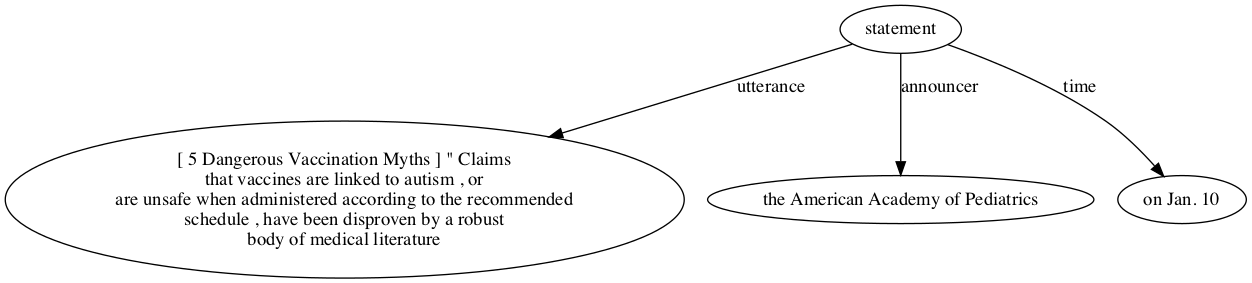 statement
utterance
announcer
time
[ 5 Dangerous Vaccination Myths ] " Claims
that vaccines are linked to autism , or
are unsafe when administered according to the recommended
schedule , have been disproven by a robust
body of medical literature
the American Academy of Pediatrics
on Jan. 10